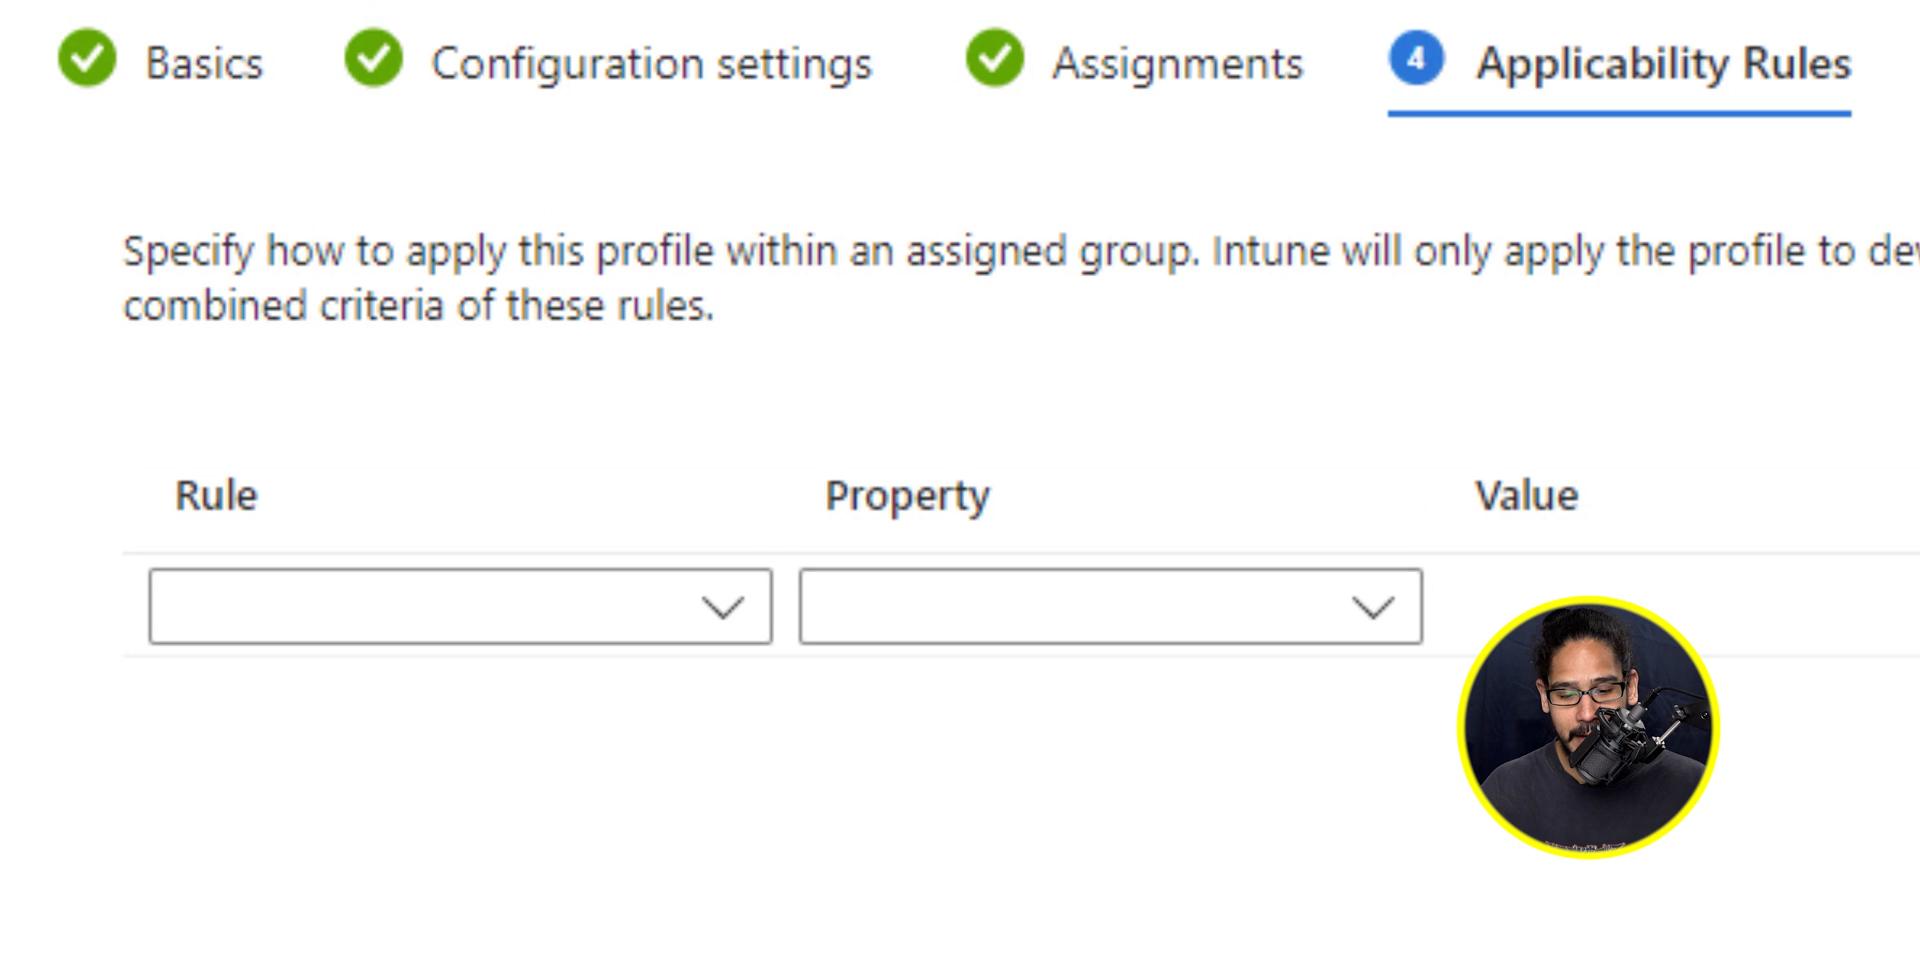 Basics
Configuration settings
Assignments
4 Applicability Rules
Specify how to apply this profile within an assigned group. Intune will only apply the profile to
combined criteria of these rules.
Rule
Property
Value